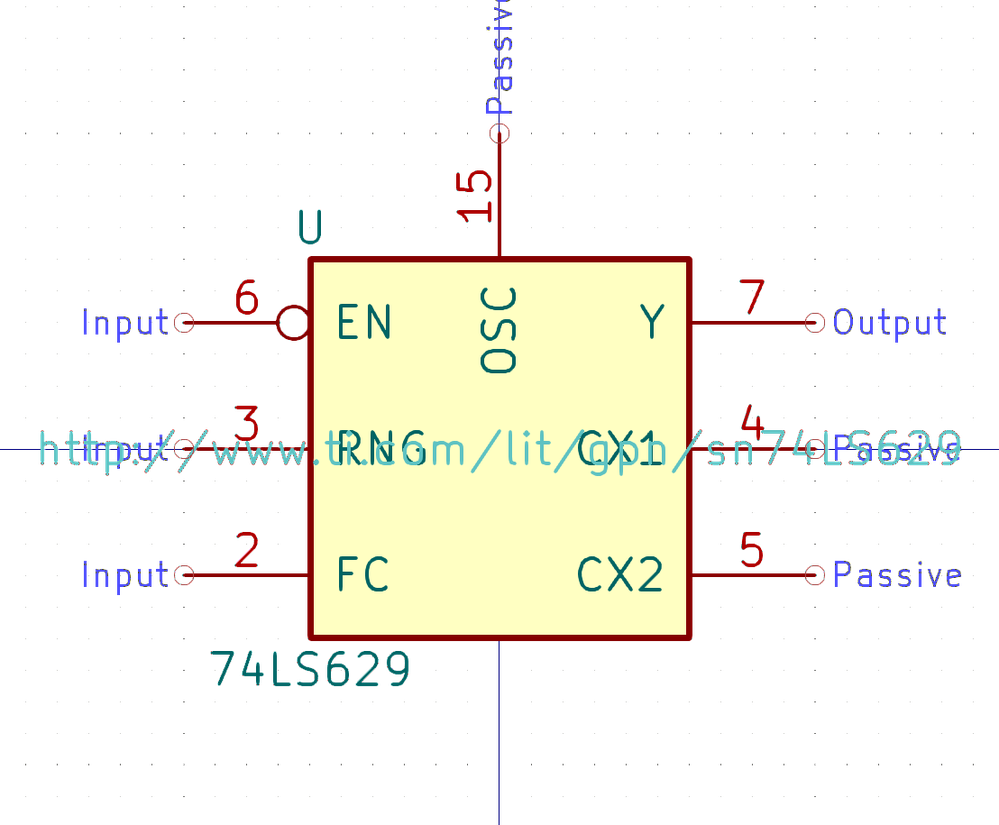 Passive
15
U
OSC
6
Input
EN
Y
7
Output
3
Input
RNG
CX1
4
Passive
http://www.ti.com/lit/gpn/sn74LS629
2
Input
FC
CX2
5
Passive
74LS629